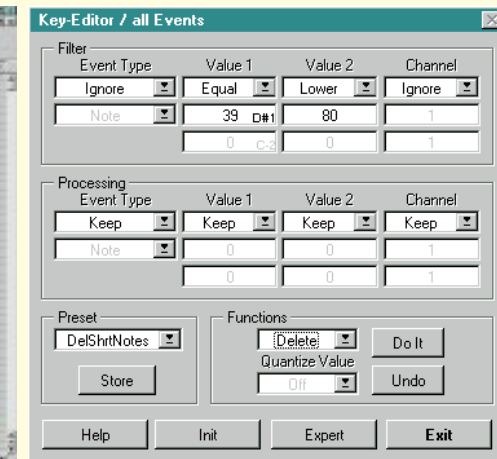 Key-Editor / all Events
Filter
Event Type Value 1 Value 2 Channel
Ignore Equal Lower Ignore
Note 39 D#1 80 1
0 C-2 0 1
Processing
Event Type Value 1 Value 2 Channel
Keep Keep Keep Keep
Note 0 0 1
0 0 1
Preset
DelShrtNotes
Store
Functions
Delete Do It
Quantize Value
Off Undo
Help Init Expert Exit